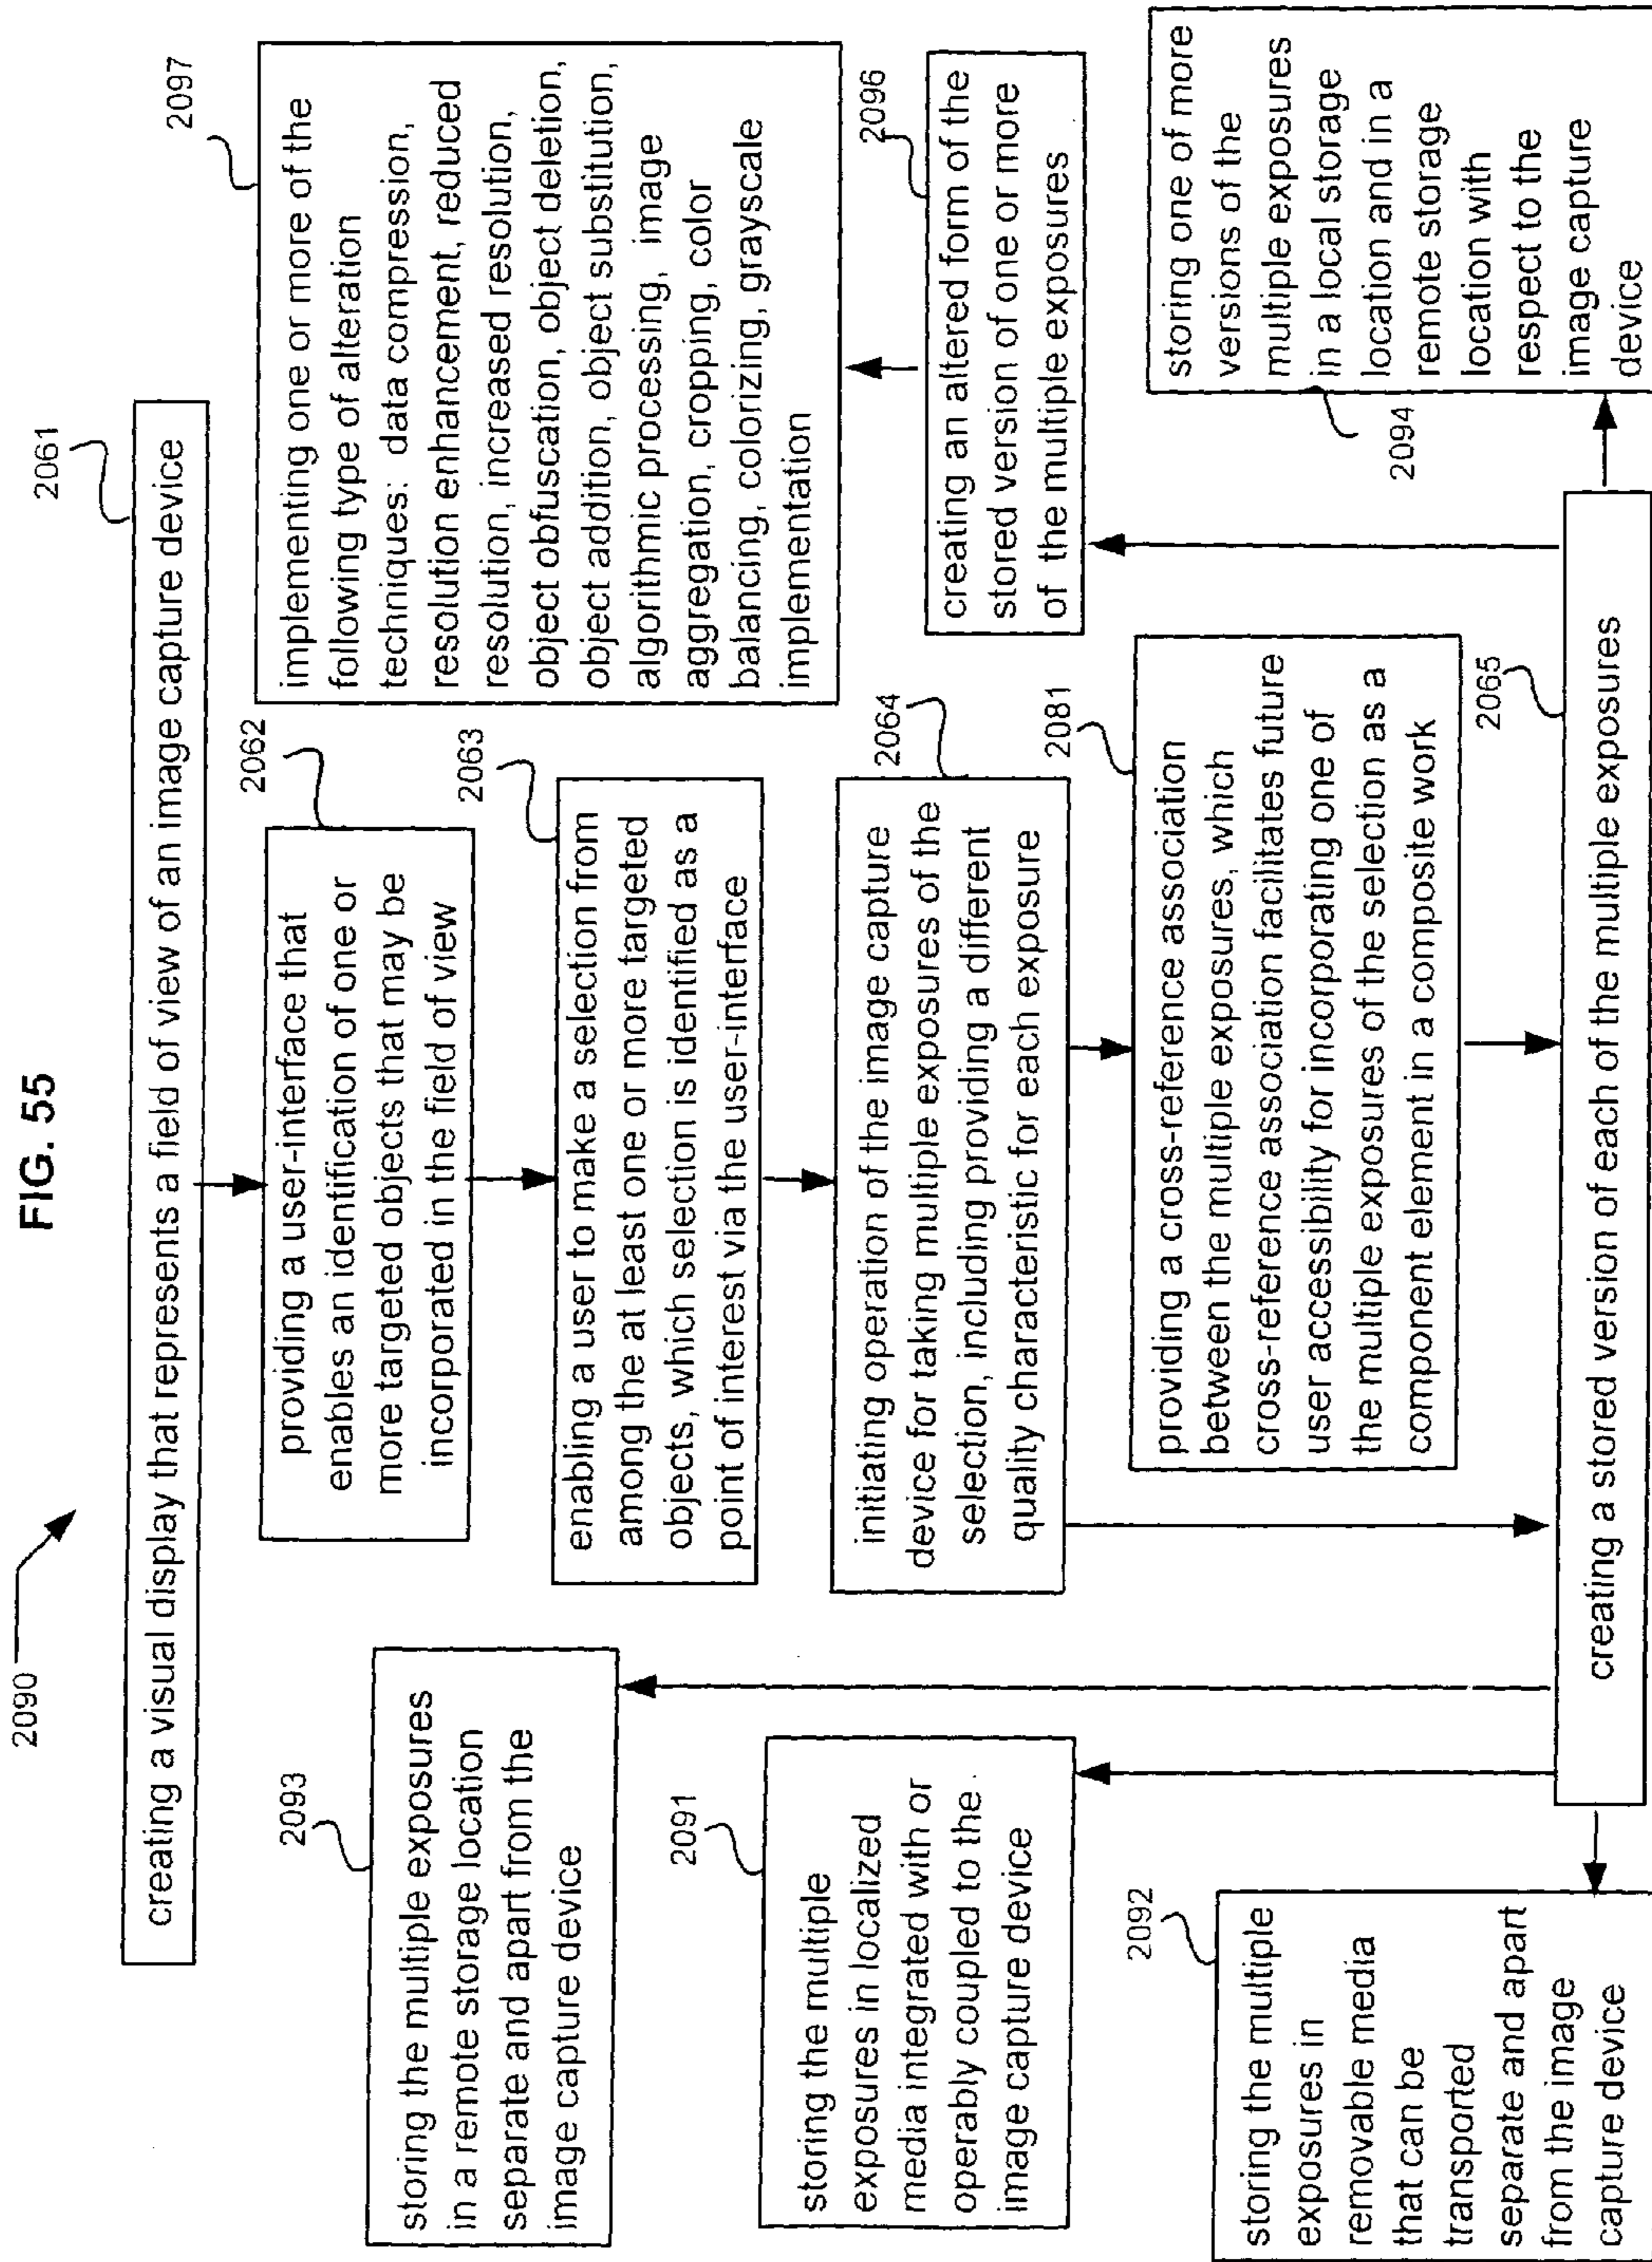 FIG. 55
2090
2061
creating a visual display that represents a field of view of an image capture device
2062
providing a user-interface that
enables an identification of one or
more targeted objects that may be
incorporated in the field of view
2063
enabling a user to make a selection from
among the at least one or more targeted
objects, which selection is identified as a
point of interest via the user-interface
2064
initiating operation of the image capture
device for taking multiple exposures of the
selection, including providing a different
quality characteristic for each exposure
2081
providing a cross-reference association
between the multiple exposures, which
cross-reference association facilitates future
user accessibility for incorporating one of
the multiple exposures of the selection as a
component element in a composite work
2065
creating a stored version of each of the multiple exposures
2093
storing the multiple exposures
in a remote storage location
separate and apart from the
image capture device
2091
storing the multiple
exposures in localized
media integrated with or
operably coupled to the
image capture device
2092
storing the multiple
exposures in
removable media
that can be
transported
separate and apart
from the image
capture device
2097
implementing one or more of the
following type of alteration
techniques: data compression,
resolution enhancement, reduced
resolution, increased resolution,
object obfuscation, object deletion,
object addition, object substitution,
algorithmic processing, image
aggregation, cropping, color
balancing, colorizing, grayscale
implementation
2096
creating an altered form of the
stored version of one or more
of the multiple exposures
2094
storing one of more
versions of the
multiple exposures
in a local storage
location and in a
remote storage
location with
respect to the
image capture
device